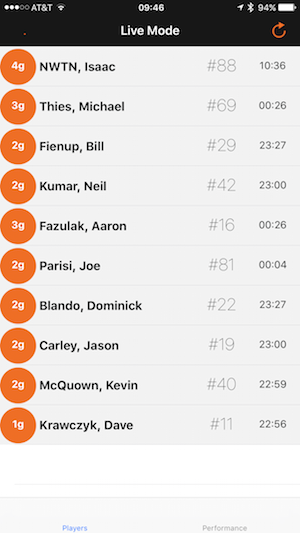 AT&T 09:46 94%
Live Mode
4g NWTN, Isaac #88 10:36
3g Thies, Michael #69 00:26
2g Fienup, Bill #29 23:27
2g Kumar, Neil #42 23:00
3g Fazulak, Aaron #16 00:26
2g Parisi, Joe #81 00:04
2g Blando, Dominick #22 23:27
2g Carley, Jason #19 23:00
2g McQuown, Kevin #40 22:59
1g Krawczyk, Dave #11 22:56
Players Performance